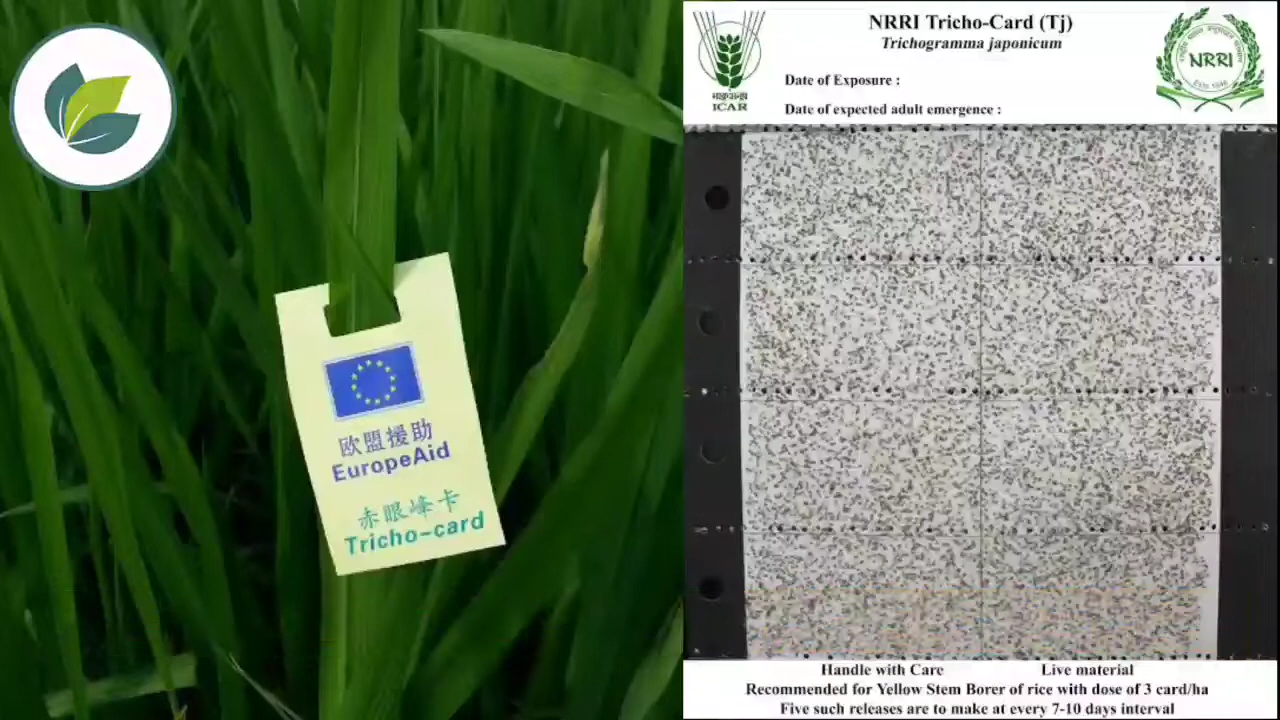 欧盟援助
EuropeAid
赤眼峰卡
Tricho-card
NRRI Tricho-Card (Tj)
Trichogramma japonicum
Date of Exposure :
Date of expected adult emergence :
ICAR
NRRI
Handle with Care Live material
Recommended for Yellow Stem Borer of rice with dose of 3 card/ha
Five such releases are to make at every 7-10 days interval